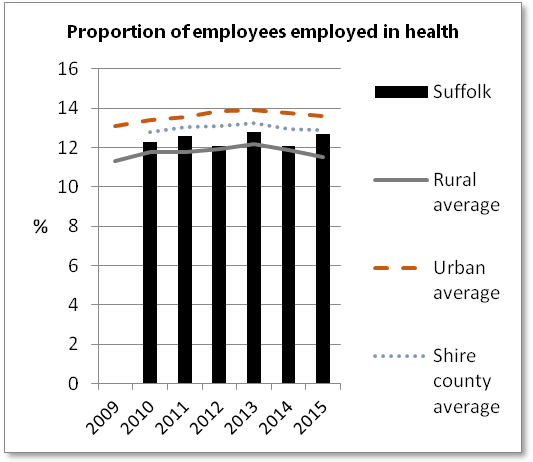 Proportion of employees employed in health
16
14
12
10
8
6
4
2
0
%
2009
2010
2011
2012
2013
2014
2015
Suffolk
Rural
average
Urban
average
Shire
county
average